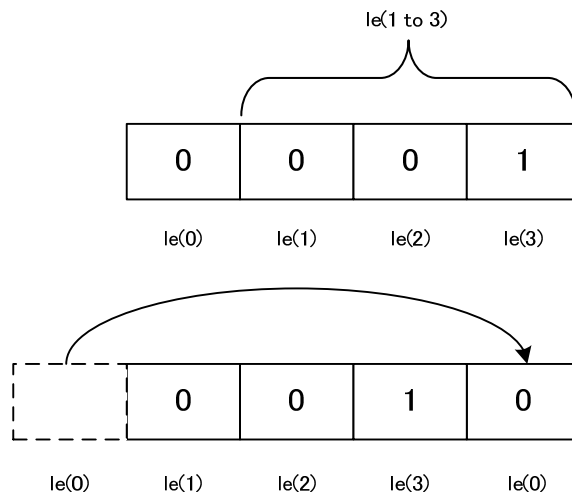 le(1 to 3)
0 0 0 1
le(0) le(1) le(2) le(3)
0 0 1 0
le(0) le(1) le(2) le(3) le(0)